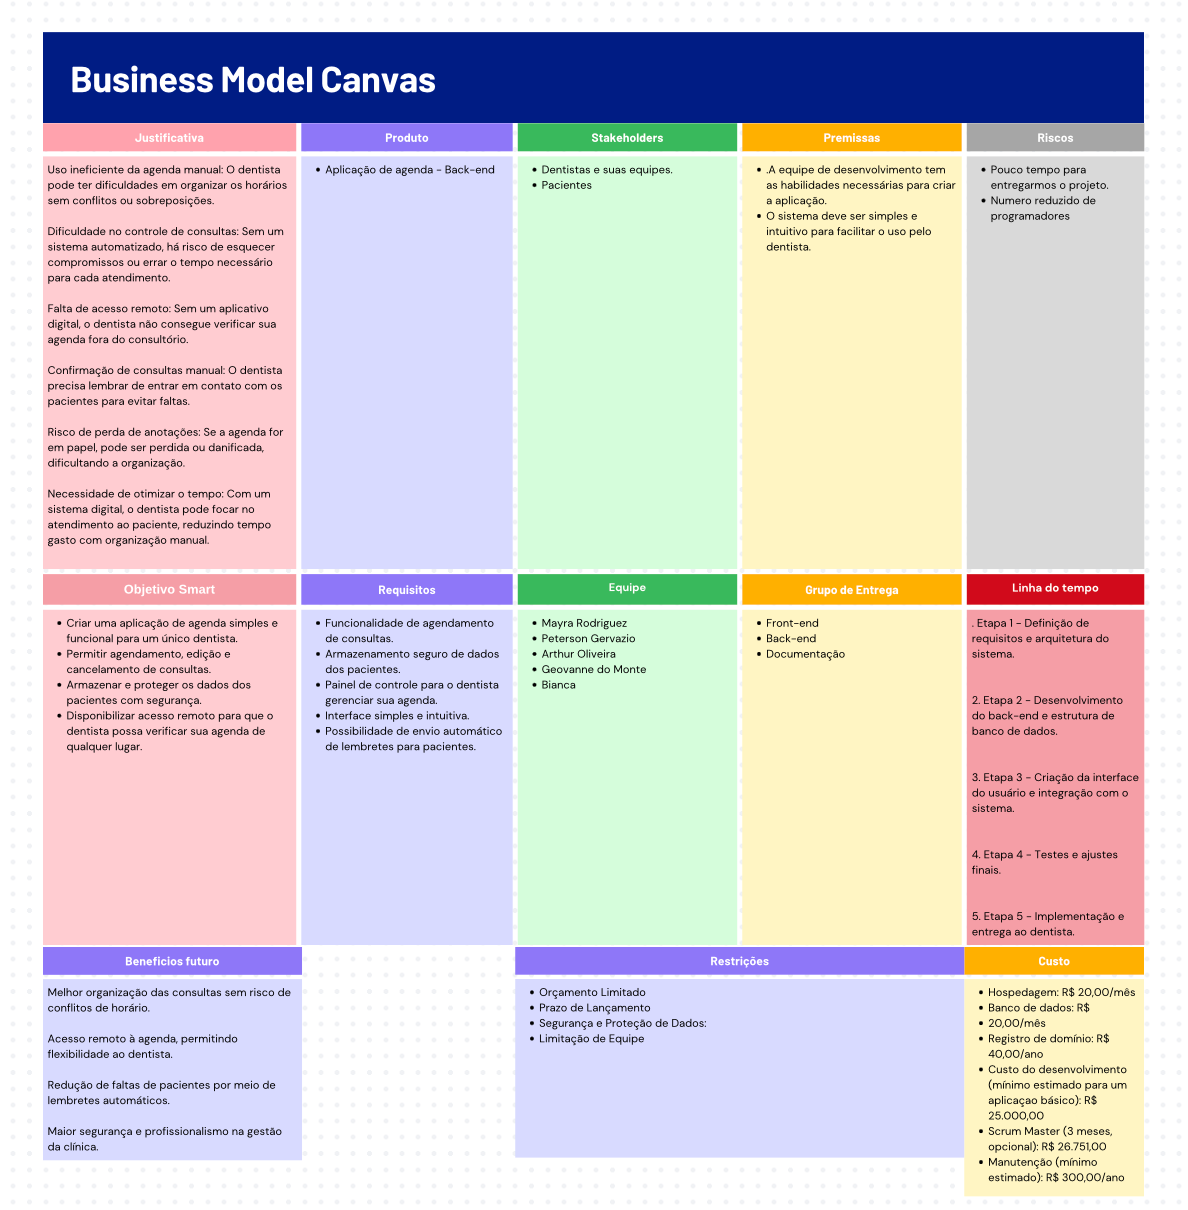 Business Model Canvas
Justificativa
Uso ineficiente da agenda manual: O dentista
pode ter dificuldades em organizar os horários
sem conflitos ou sobreposições.
Dificuldade no controle de consultas: Sem um
sistema automatizado, há risco de esquecer
compromissos ou errar o tempo necessário
para cada atendimento.
Falta de acesso remoto: Sem um aplicativo
digital, o dentista não consegue verificar sua
agenda fora do consultório.
Confirmação de consultas manual: O dentista
precisa lembrar de entrar em contato com os
pacientes para evitar faltas.
Risco de perda de anotações: Se a agenda for
em papel, pode ser perdida ou danificada,
dificultando a organização.
Necessidade de otimizar o tempo: Com um
sistema digital, o dentista pode focar no
atendimento ao paciente, reduzindo tempo
gasto com organização manual.
Produto
• Aplicação de agenda - Back-end
Stakeholders
• Dentistas e suas equipes.
• Pacientes
Premissas
• .A equipe de desenvolvimento tem
as habilidades necessárias para criar
a aplicação.
• O sistema deve ser simples e
intuitivo para facilitar o uso pelo
dentista.
Riscos
• Pouco tempo para
entregarmos o projeto.
• Numero reduzido de
programadores
Objetivo Smart
• Criar uma aplicação de agenda simples e
funcional para um único dentista.
• Permitir agendamento, edição e
cancelamento de consultas.
• Armazenar e proteger os dados dos
pacientes com segurança.
• Disponibilizar acesso remoto para que o
dentista possa verificar sua agenda de
qualquer lugar.
Requisitos
• Funcionalidade de agendamento
de consultas.
• Armazenamento seguro de dados
dos pacientes.
• Painel de controle para o dentista
gerenciar sua agenda.
• Interface simples e intuitiva.
• Possibilidade de envio automático
de lembretes para pacientes.
Equipe
• Mayra Rodriguez
• Peterson Gervazio
• Arthur Oliveira
• Geovanne do Monte
• Bianca
Grupo de Entrega
• Front-end
• Back-end
• Documentação
Linha do tempo
. Etapa 1 - Definição de
requisitos e arquitetura do
sistema.
2. Etapa 2 - Desenvolvimento
do back-end e estrutura de
banco de dados.
3. Etapa 3 - Criação da interface
do usuário e integração com o
sistema.
4. Etapa 4 - Testes e ajustes
finais.
5. Etapa 5 - Implementação e
entrega ao dentista.
Beneficios futuro
Melhor organização das consultas sem risco de
conflitos de horário.
Acesso remoto à agenda, permitindo
flexibilidade ao dentista.
Redução de faltas de pacientes por meio de
lembretes automáticos.
Maior segurança e profissionalismo na gestão
da clínica.
Restrições
• Orçamento Limitado
• Prazo de Lançamento
• Segurança e Proteção de Dados:
• Limitação de Equipe
Custo
• Hospedagem: R$ 20,00/mês
• Banco de dados: R$
• 20,00/mês
• Registro de domínio: R$
40,00/ano
• Custo do desenvolvimento
(mínimo estimado para um
aplicaçao básico): R$
25.000,00
• Scrum Master (3 meses,
opcional): R$ 26.751,00
• Manutenção (mínimo
estimado): R$ 300,00/ano